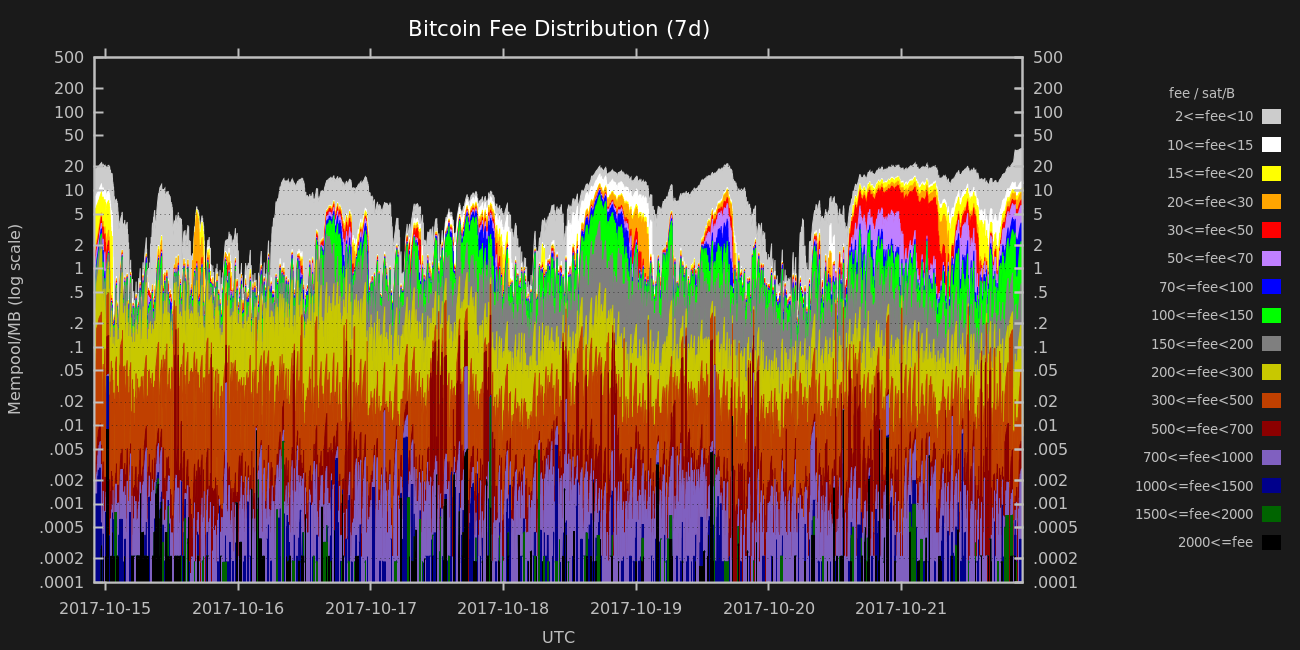 Bitcoin Fee Distribution (7d)
Mempool/MB (log scale)
500
200
100
50
20
10
5
2
1
.5
.2
.1
.05
.02
.01
.005
.002
.001
.0005
.0002
.0001
500
200
100
50
20
10
5
2
1
.5
.2
.1
.05
.02
.01
.005
.002
.001
.0005
.0002
.0001
2017-10-15 2017-10-16 2017-10-17 2017-10-18 2017-10-19 2017-10-20 2017-10-21
UTC
fee / sat/B
2<=fee<10
10<=fee<15
15<=fee<20
20<=fee<30
30<=fee<50
50<=fee<70
70<=fee<100
100<=fee<150
150<=fee<200
200<=fee<300
300<=fee<500
500<=fee<700
700<=fee<1000
1000<=fee<1500
1500<=fee<2000
2000<=fee